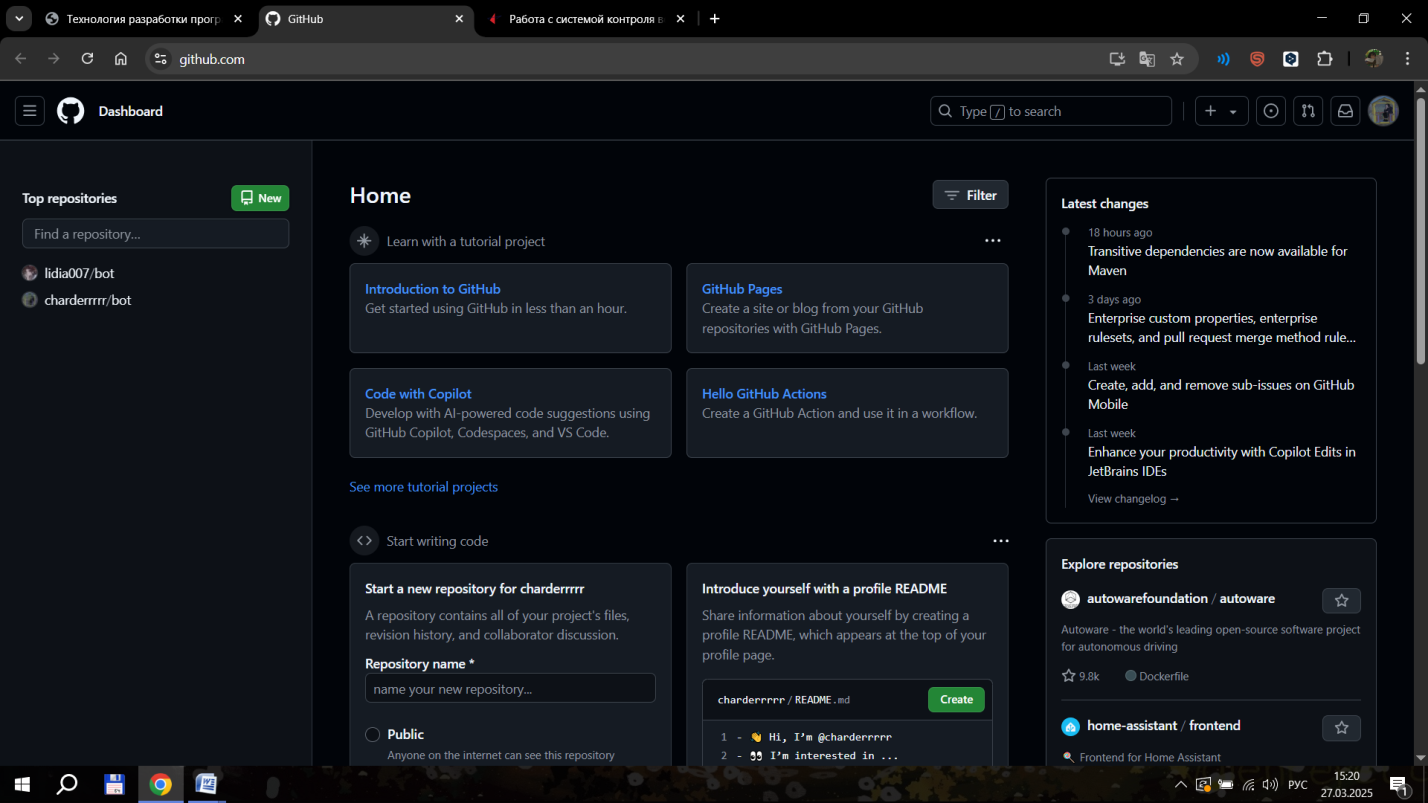 Технология разработки прогр
GitHub
Работа с системой контроля в
github.com
Dashboard
Type / to search
Top repositories
New
Find a repository...
lidia007/bot
charderrrrr/bot
Home
Filter
Learn with a tutorial project
Introduction to GitHub
Get started using GitHub in less than an hour.
GitHub Pages
Create a site or blog from your GitHub
repositories with GitHub Pages.
Code with Copilot
Develop with AI-powered code suggestions using
GitHub Copilot, Codespaces, and VS Code.
Hello GitHub Actions
Create a GitHub Action and use it in a workflow.
See more tutorial projects
Start writing code
Start a new repository for charderrrrr
A repository contains all of your project's files,
revision history, and collaborator discussion.
Repository name *
name your new repository...
Public
Anyone on the internet can see this repository
Introduce yourself with a profile README
Share information about yourself by creating a
profile README, which appears at the top of your
profile page.
charderrrrr / README.md
Create
1 - 👋 Hi, I'm @charderrrrr
2 - 👀 I'm interested in ...
Latest changes
18 hours ago
Transitive dependencies are now available for
Maven
3 days ago
Enterprise custom properties, enterprise
rulesets, and pull request merge method rule...
Last week
Create, add, and remove sub-issues on GitHub
Mobile
Last week
Enhance your productivity with Copilot Edits in
JetBrains IDEs
View changelog →
Explore repositories
autowarefoundation / autoware
Autoware - the world's leading open-source software project
for autonomous driving
9.8k
Dockerfile
home-assistant / frontend
🔍 Frontend for Home Assistant
РУС
15:20
27.03.2025
1